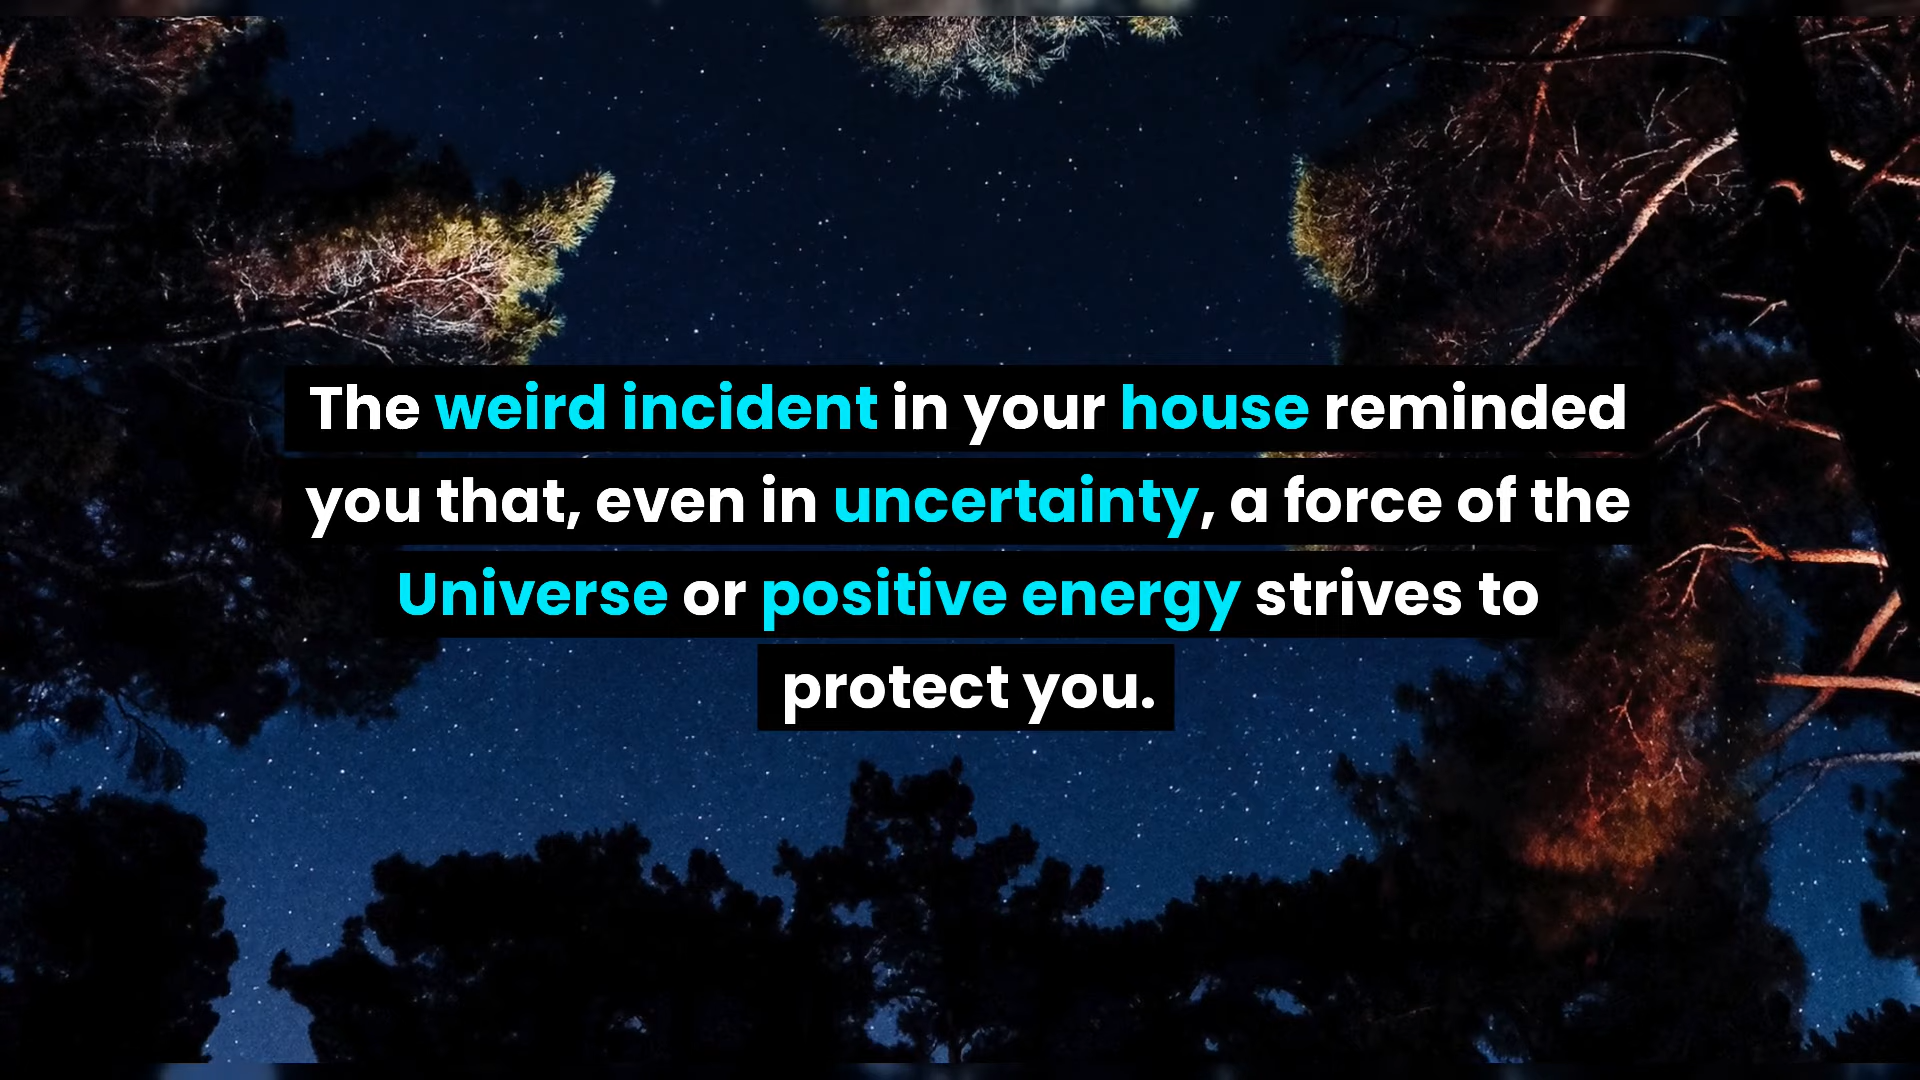 The weird incident in your house reminded
you that, even in uncertainty, a force of the
Universe or positive energy strives to
protect you.